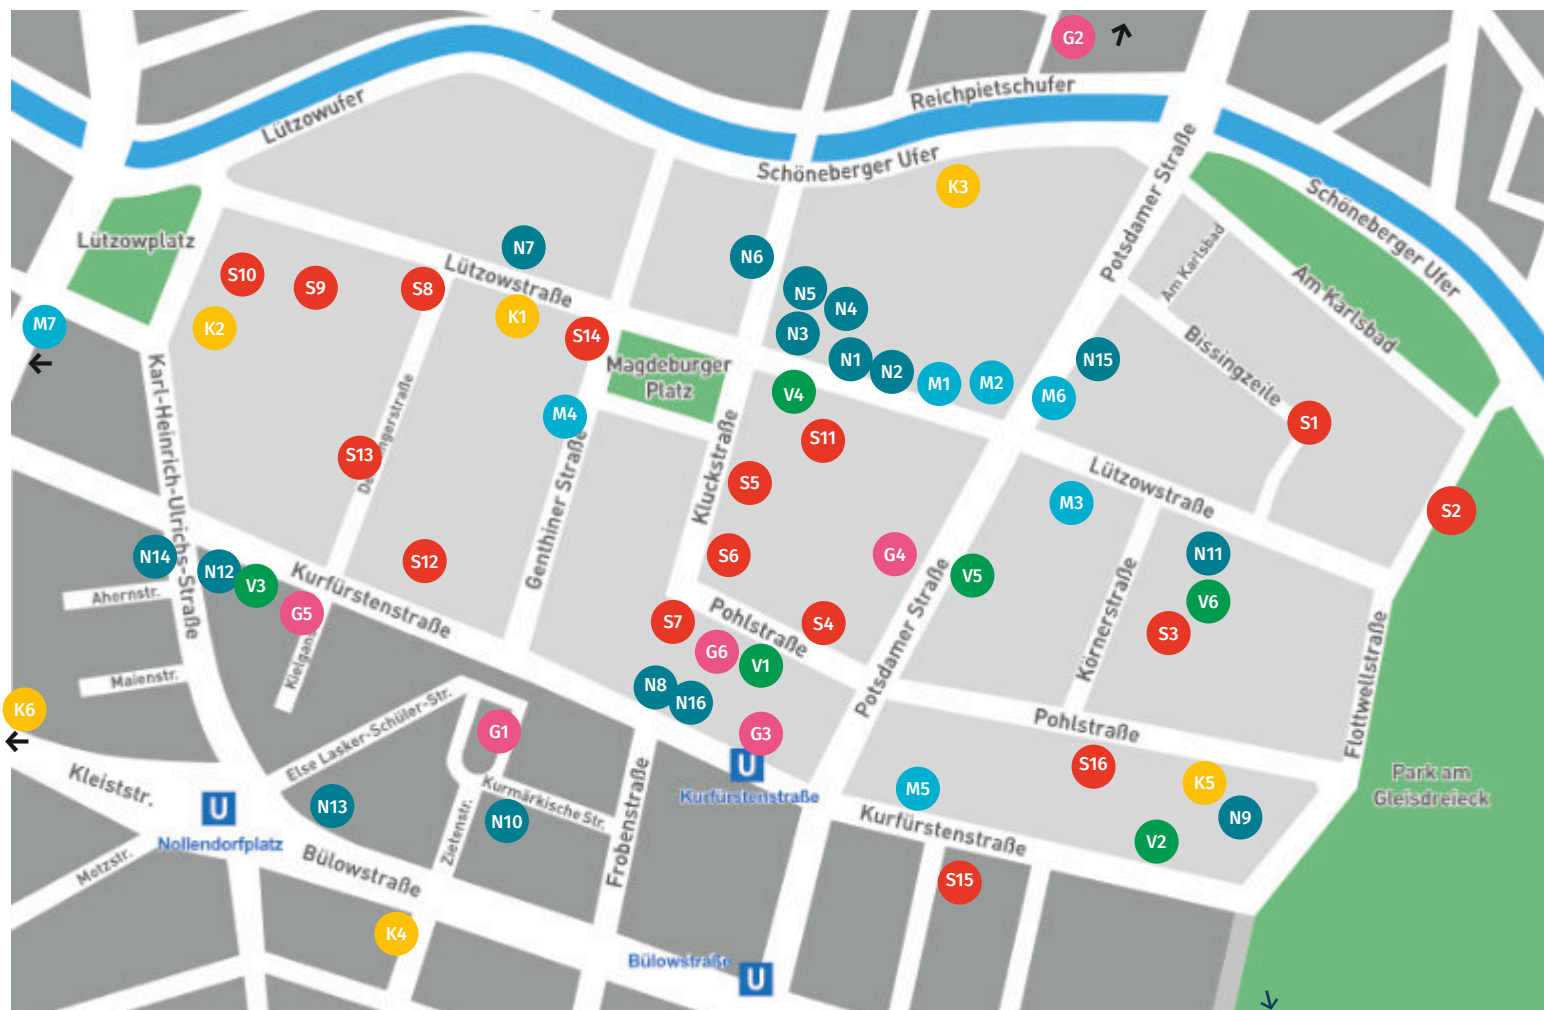 G2
Reichpietschufer
Lützowufer
Schöneberger Ufer
K3
Potsdamer Straße
Schöneberger Ufer
Lützowplatz
Am Karlsbad
Am Karlsbad
N7
N6
S10
S9
S8
Lützowstraße
N5
N4
K1
M7
K2
S14
N3
Magdeburger
Platz
N1
N2
M1
M2
N15
M6
Bissingzeile
V4
Karl-Heinrich-Ulrichs-Straße
M4
S11
S1
S13
Kluckstraße
S5
Lützowstraße
M3
S2
Genthiner Straße
N14
N12
V3
S12
S6
G4
V5
N11
Ahornstr.
Kurfürstenstraße
G5
V6
S7
Pohlstraße
S4
S3
Körnerstraße
Potsdamer Straße
Flottwellstraße
G6
V1
Maienstr.
N8
N16
K6
Else Lasker-Schüler-Str.
G1
G3
U
Kurfürstenstraße
Pohlstraße
S16
K5
Park am
Gleisdreieck
Kleiststr.
U
Nollendorfplatz
N13
Kurmärkische Str.
N10
Zietenstr.
Frobenstraße
M5
Kurfürstenstraße
N9
V2
Motzstr.
Bülowstraße
S15
K4
Bülowstraße
U